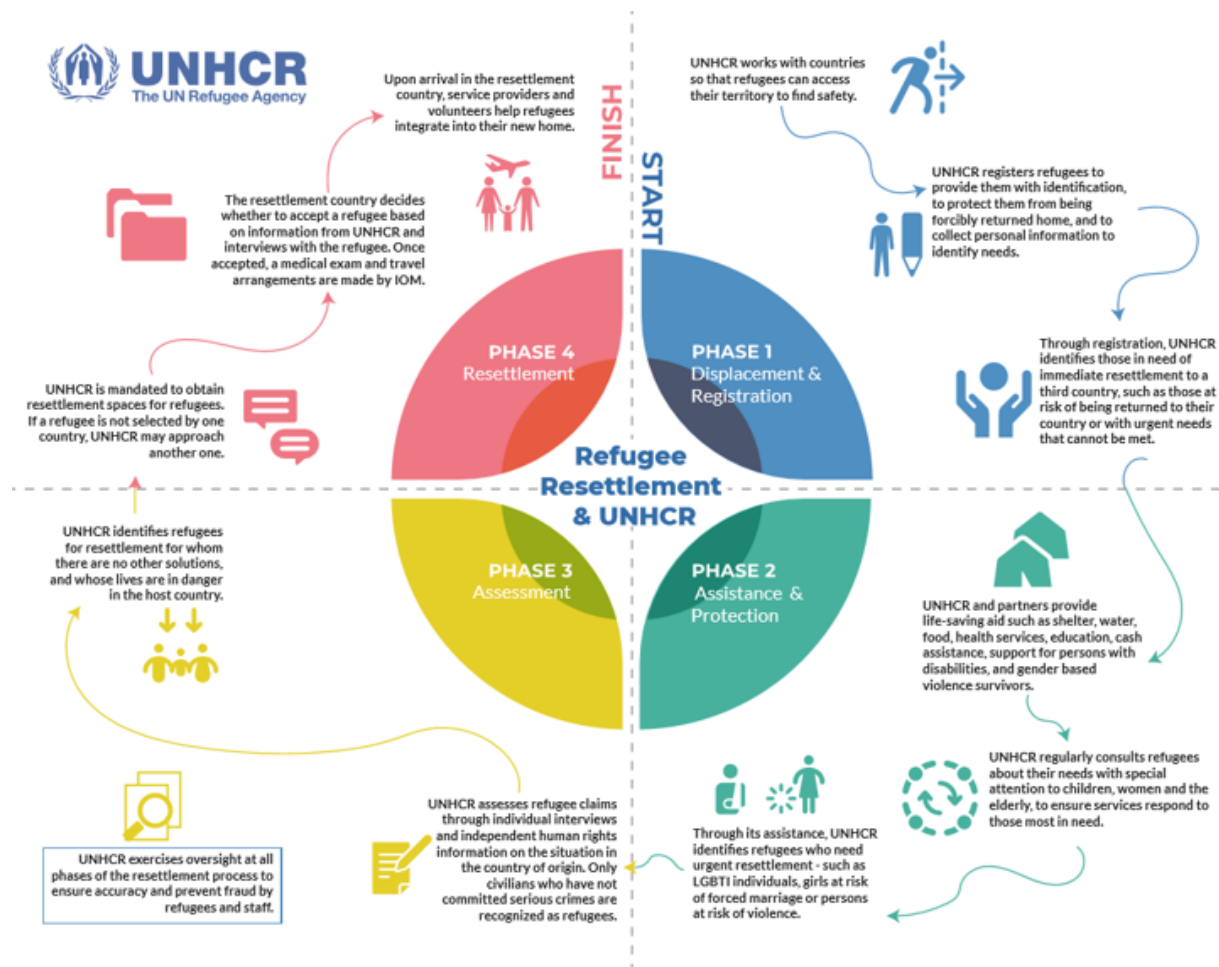 UNHCR
The UN Refugee Agency
START
UNHCR works with countries
so that refugees can access
their territory to find safety.
UNHCR registers refugees to
provide them with identification,
to protect them from being
forcibly returned home, and to
collect personal information to
identify needs.
Through registration, UNHCR
identifies those in need of
immediate resettlement to a
third country, such as those at
risk of being returned to their
country or with urgent needs
that cannot be met.
PHASE 1
Displacement &
Registration
Refugee
Resettlement
& UNHCR
PHASE 2
Assistance &
Protection
UNHCR and partners provide
life-saving aid such as shelter, water,
food, health services, education, cash
assistance, support for persons with
disabilities, and gender based
violence survivors.
UNHCR regularly consults refugees
about their needs with special
attention to children, women and the
elderly, to ensure services respond to
those most in need.
Through its assistance, UNHCR
identifies refugees who need
urgent resettlement - such as
LGBTI individuals, girls at risk
of forced marriage or persons
at risk of violence.
PHASE 3
Assessment
UNHCR assesses refugee claims
through individual interviews
and independent human rights
information on the situation in
the country of origin. Only
civilians who have not
committed serious crimes are
recognized as refugees.
UNHCR exercises oversight at all
phases of the resettlement process to
ensure accuracy and prevent fraud by
refugees and staff.
UNHCR identifies refugees
for resettlement for whom
there are no other solutions,
and whose lives are in danger
in the host country.
PHASE 4
Resettlement
UNHCR is mandated to obtain
resettlement spaces for refugees.
If a refugee is not selected by one
country, UNHCR may approach
another one.
The resettlement country decides
whether to accept a refugee based
on information from UNHCR and
interviews with the refugee. Once
accepted, a medical exam and travel
arrangements are made by IOM.
Upon arrival in the resettlement
country, service providers and
volunteers help refugees
integrate into their new home.
FINISH